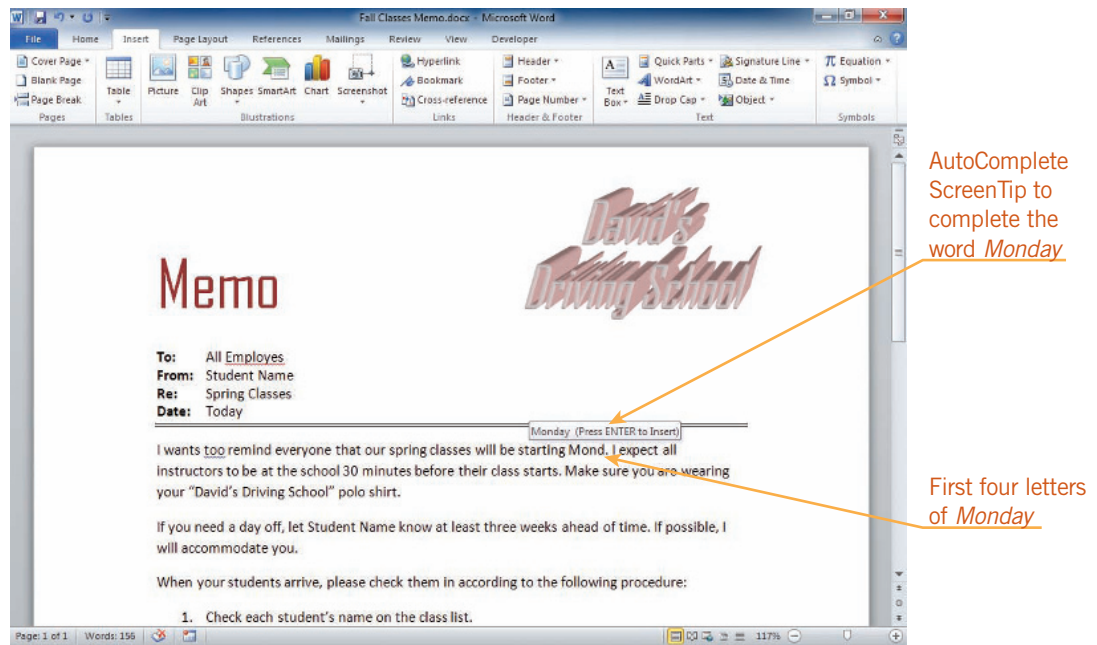 W
Fall Classes Memo.docx - Microsoft Word
File Home Insert Page Layout References Mailings Review View Developer
Cover Page
Blank Page
Page Break
Pages
Table
Tables
Picture Clip Art Shapes SmartArt Chart Screenshot
Illustrations
Hyperlink
Bookmark
Cross-reference
Links
Header
Footer
Page Number
Header & Footer
A
Text Box
Quick Parts
WordArt
Drop Cap
Signature Line
Date & Time
Object
Text
π Equation
Ω Symbol
Symbols
David's
Driving School
Memo
To: All Employes
From: Student Name
Re: Spring Classes
Date: Today
Monday (Press ENTER to Insert)
I wants too remind everyone that our spring classes will be starting Mond. I expect all
instructors to be at the school 30 minutes before their class starts. Make sure you are wearing
your “David’s Driving School” polo shirt.
If you need a day off, let Student Name know at least three weeks ahead of time. If possible, I
will accommodate you.
When your students arrive, please check them in according to the following procedure:
1. Check each student’s name on the class list.
Page: 1 of 1 Words: 156
117%
AutoComplete
ScreenTip to
complete the
word Monday
First four letters
of Monday